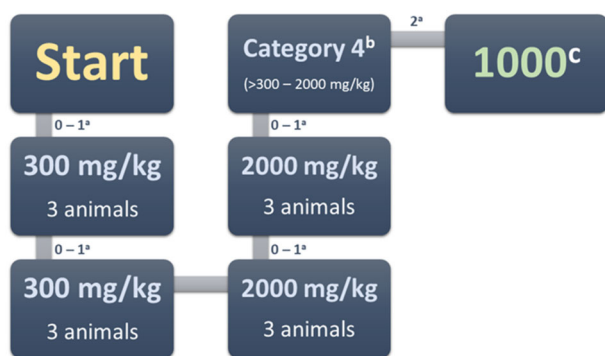 Start
0 – 1ᵃ
300 mg/kg
3 animals
0 – 1ᵃ
300 mg/kg
3 animals
2000 mg/kg
3 animals
0 – 1ᵃ
2000 mg/kg
3 animals
0 – 1ᵃ
Category 4ᵇ
(>300 – 2000 mg/kg)
2ᵃ
1000ᶜ